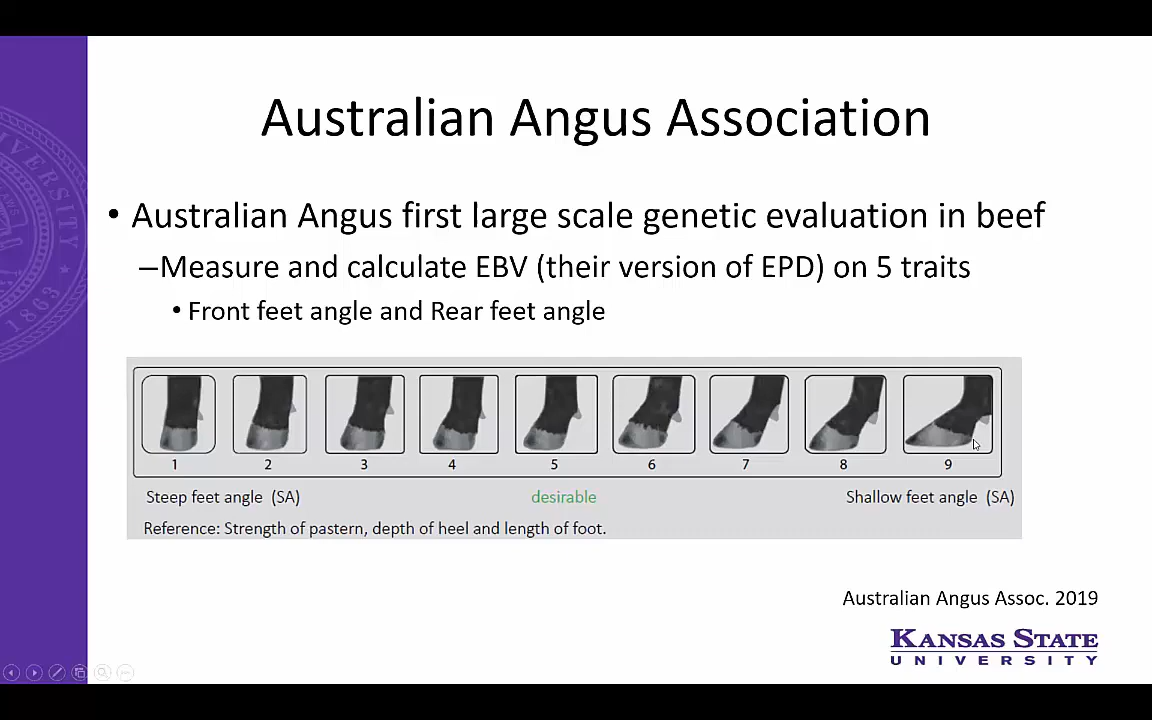 Australian Angus Association
• Australian Angus first large scale genetic evaluation in beef
–Measure and calculate EBV (their version of EPD) on 5 traits
• Front feet angle and Rear feet angle
1 2 3 4 5 6 7 8 9
Steep feet angle (SA) desirable Shallow feet angle (SA)
Reference: Strength of pastern, depth of heel and length of foot.
Australian Angus Assoc. 2019
KANSAS STATE
UNIVERSITY
VERSITY
1863